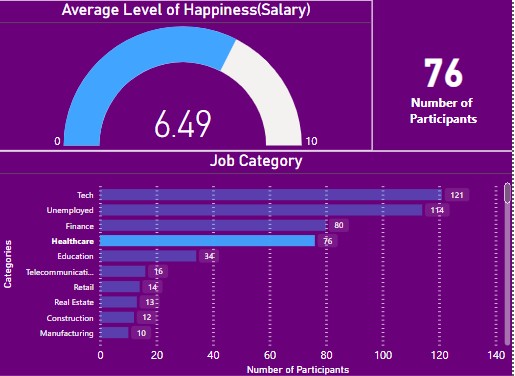 Average Level of Happiness(Salary)
6.49
0
10
76
Number of
Participants
Job Category
Categories
Tech
121
Unemployed
114
Finance
80
Healthcare
76
Education
34
Telecommunicati...
16
Retail
14
Real Estate
13
Construction
12
Manufacturing
10
0 20 40 60 80 100 120 140
Number of Participants